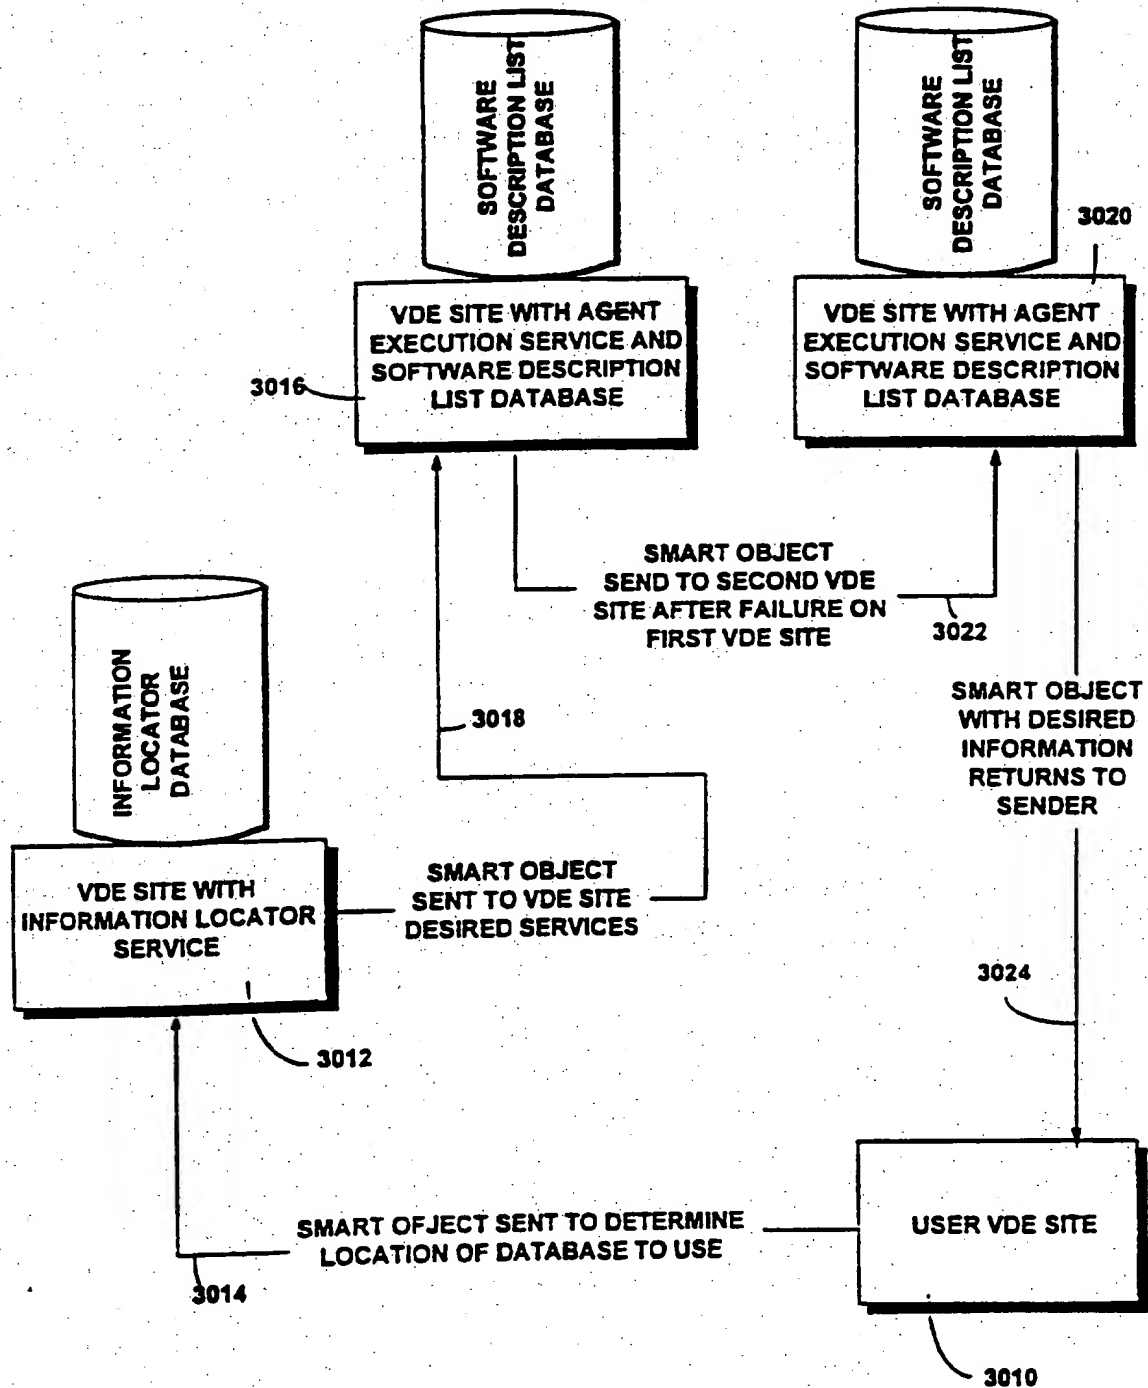 SOFTWARE
DESCRIPTION LIST
DATABASE
SOFTWARE
DESCRIPTION LIST
DATABASE
3020
VDE SITE WITH AGENT
EXECUTION SERVICE AND
SOFTWARE DESCRIPTION
LIST DATABASE
3016
VDE SITE WITH AGENT
EXECUTION SERVICE AND
SOFTWARE DESCRIPTION
LIST DATABASE
SMART OBJECT
SEND TO SECOND VDE
SITE AFTER FAILURE ON
FIRST VDE SITE
3022
INFORMATION
LOCATOR
DATABASE
3018
SMART OBJECT
WITH DESIRED
INFORMATION
RETURNS TO
SENDER
VDE SITE WITH
INFORMATION LOCATOR
SERVICE
SMART OBJECT
SENT TO VDE SITE
DESIRED SERVICES
3024
3012
SMART OFJECT SENT TO DETERMINE
LOCATION OF DATABASE TO USE
3014
USER VDE SITE
3010